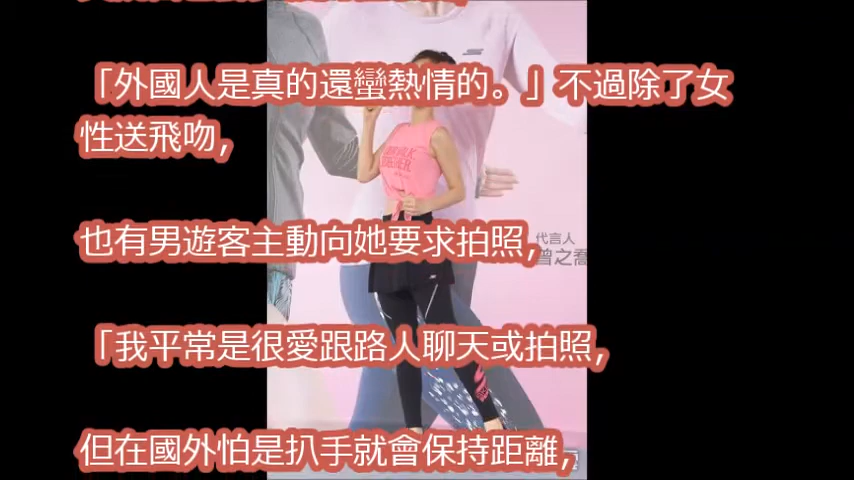 「外國人是真的還蠻熱情的。」不過除了女
性送飛吻,
也有男遊客主動向她要求拍照,
代言人
曾之喬
「我平常是很愛跟路人聊天或拍照,
但在國外怕是扒手就會保持距離,